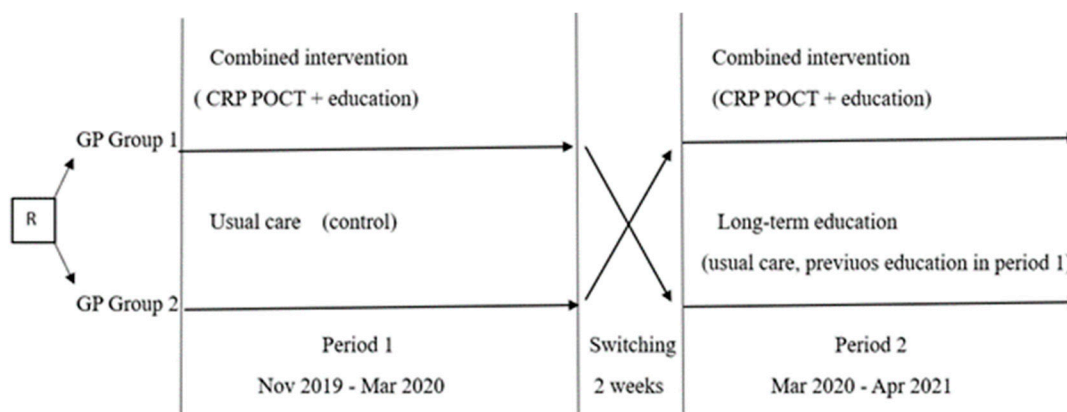 Combined intervention
( CRP POCT + education)
GP Group 1
R
Usual care (control)
GP Group 2
Period 1
Nov 2019 - Mar 2020
Switching
2 weeks
Combined intervention
(CRP POCT + education)
Long-term education
(usual care, previuos education in period 1)
Period 2
Mar 2020 - Apr 2021